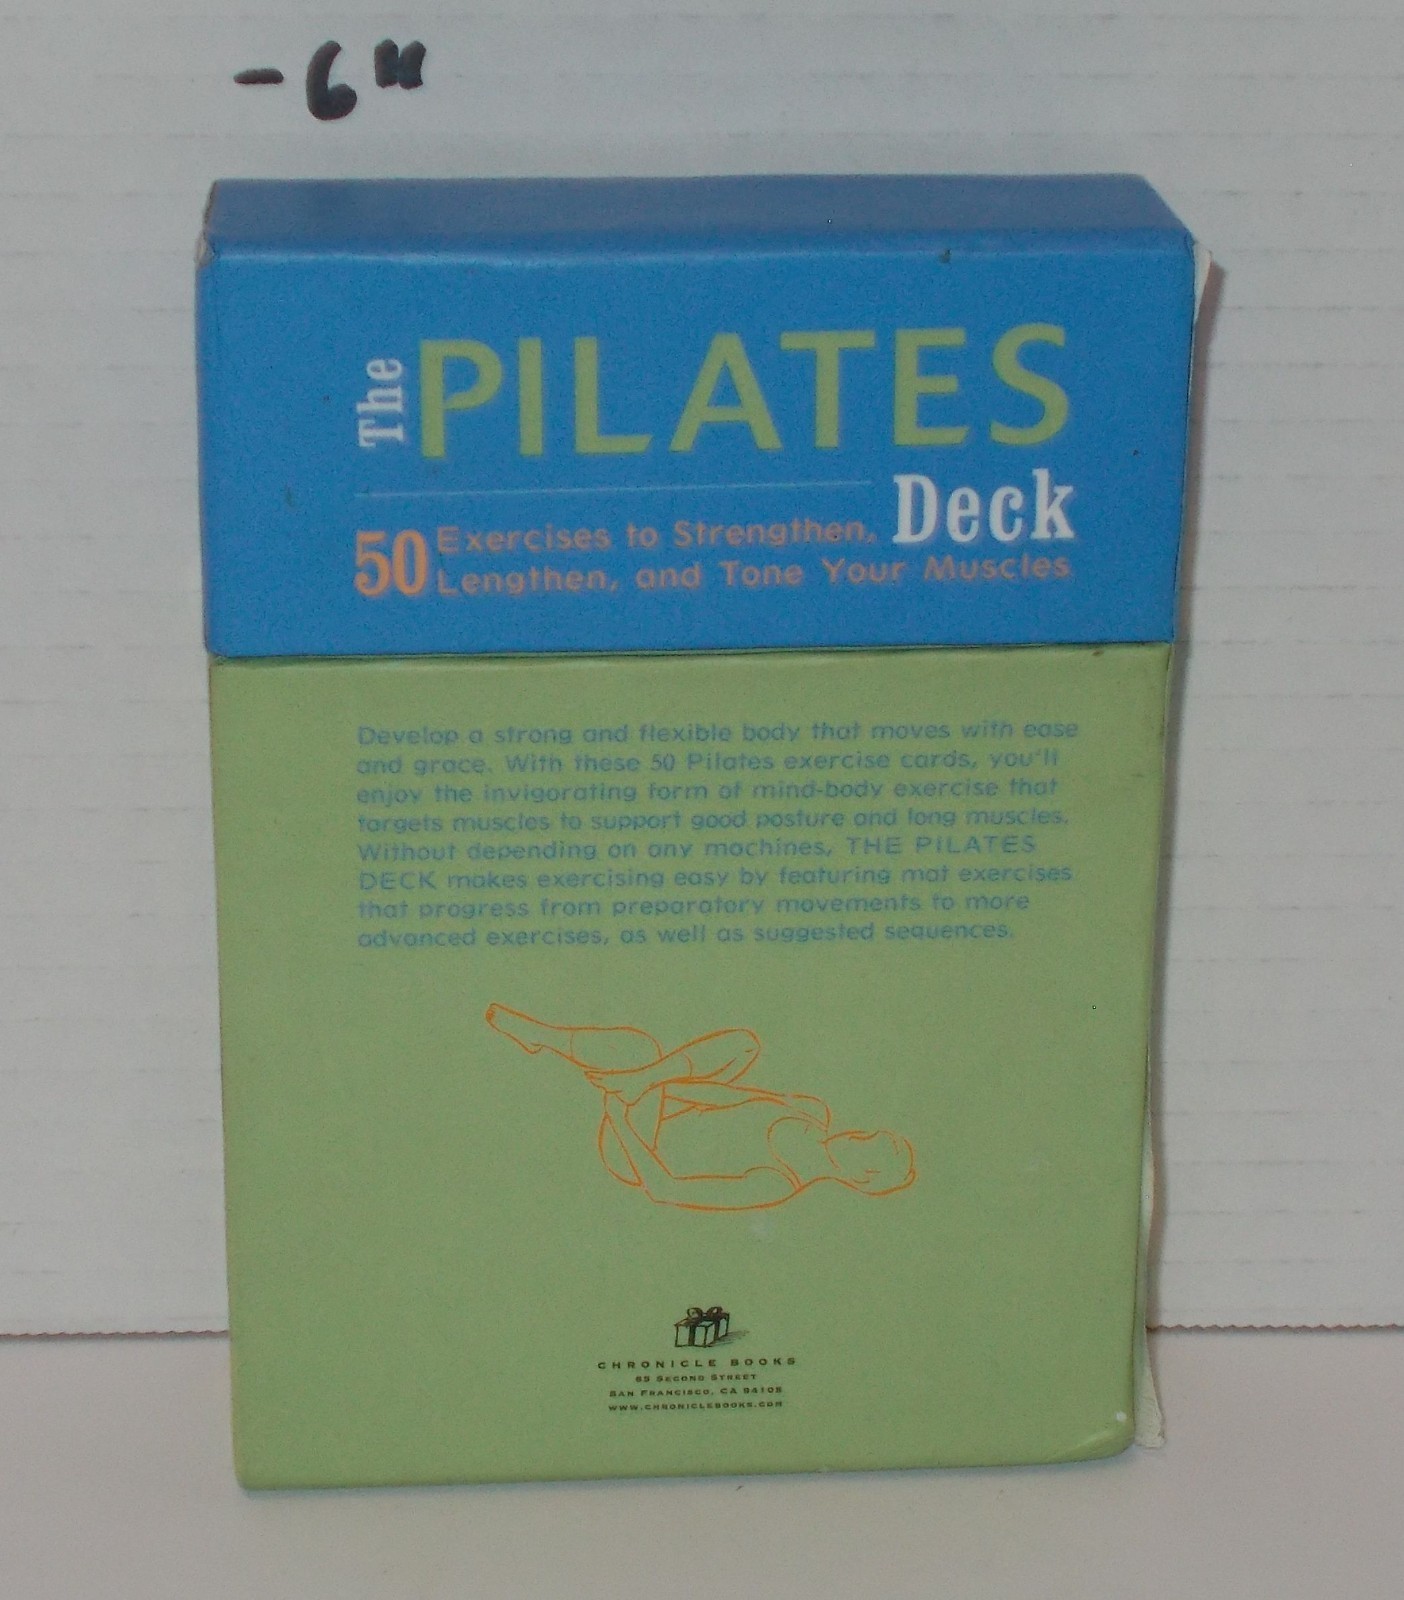 - 6"
The PILATES
Deck
50 Exercises to Strengthen,
Lengthen, and Tone Your Muscles
Develop a strong and flexible body that moves with ease
and grace. With these 50 Pilates exercise cards, you'll
enjoy the invigorating form of mind-body exercise that
targets muscles to support good posture and long muscles.
Without depending on any machines, THE PILATES
DECK makes exercising easy by featuring mat exercises
that progress from preparatory movements to more
advanced exercises, as well as suggested sequences.
CHRONICLE BOOKS
85 SECOND STREET
SAN FRANCISCO, CA 94105
WWW.CHRONICLEBOOKS.COM